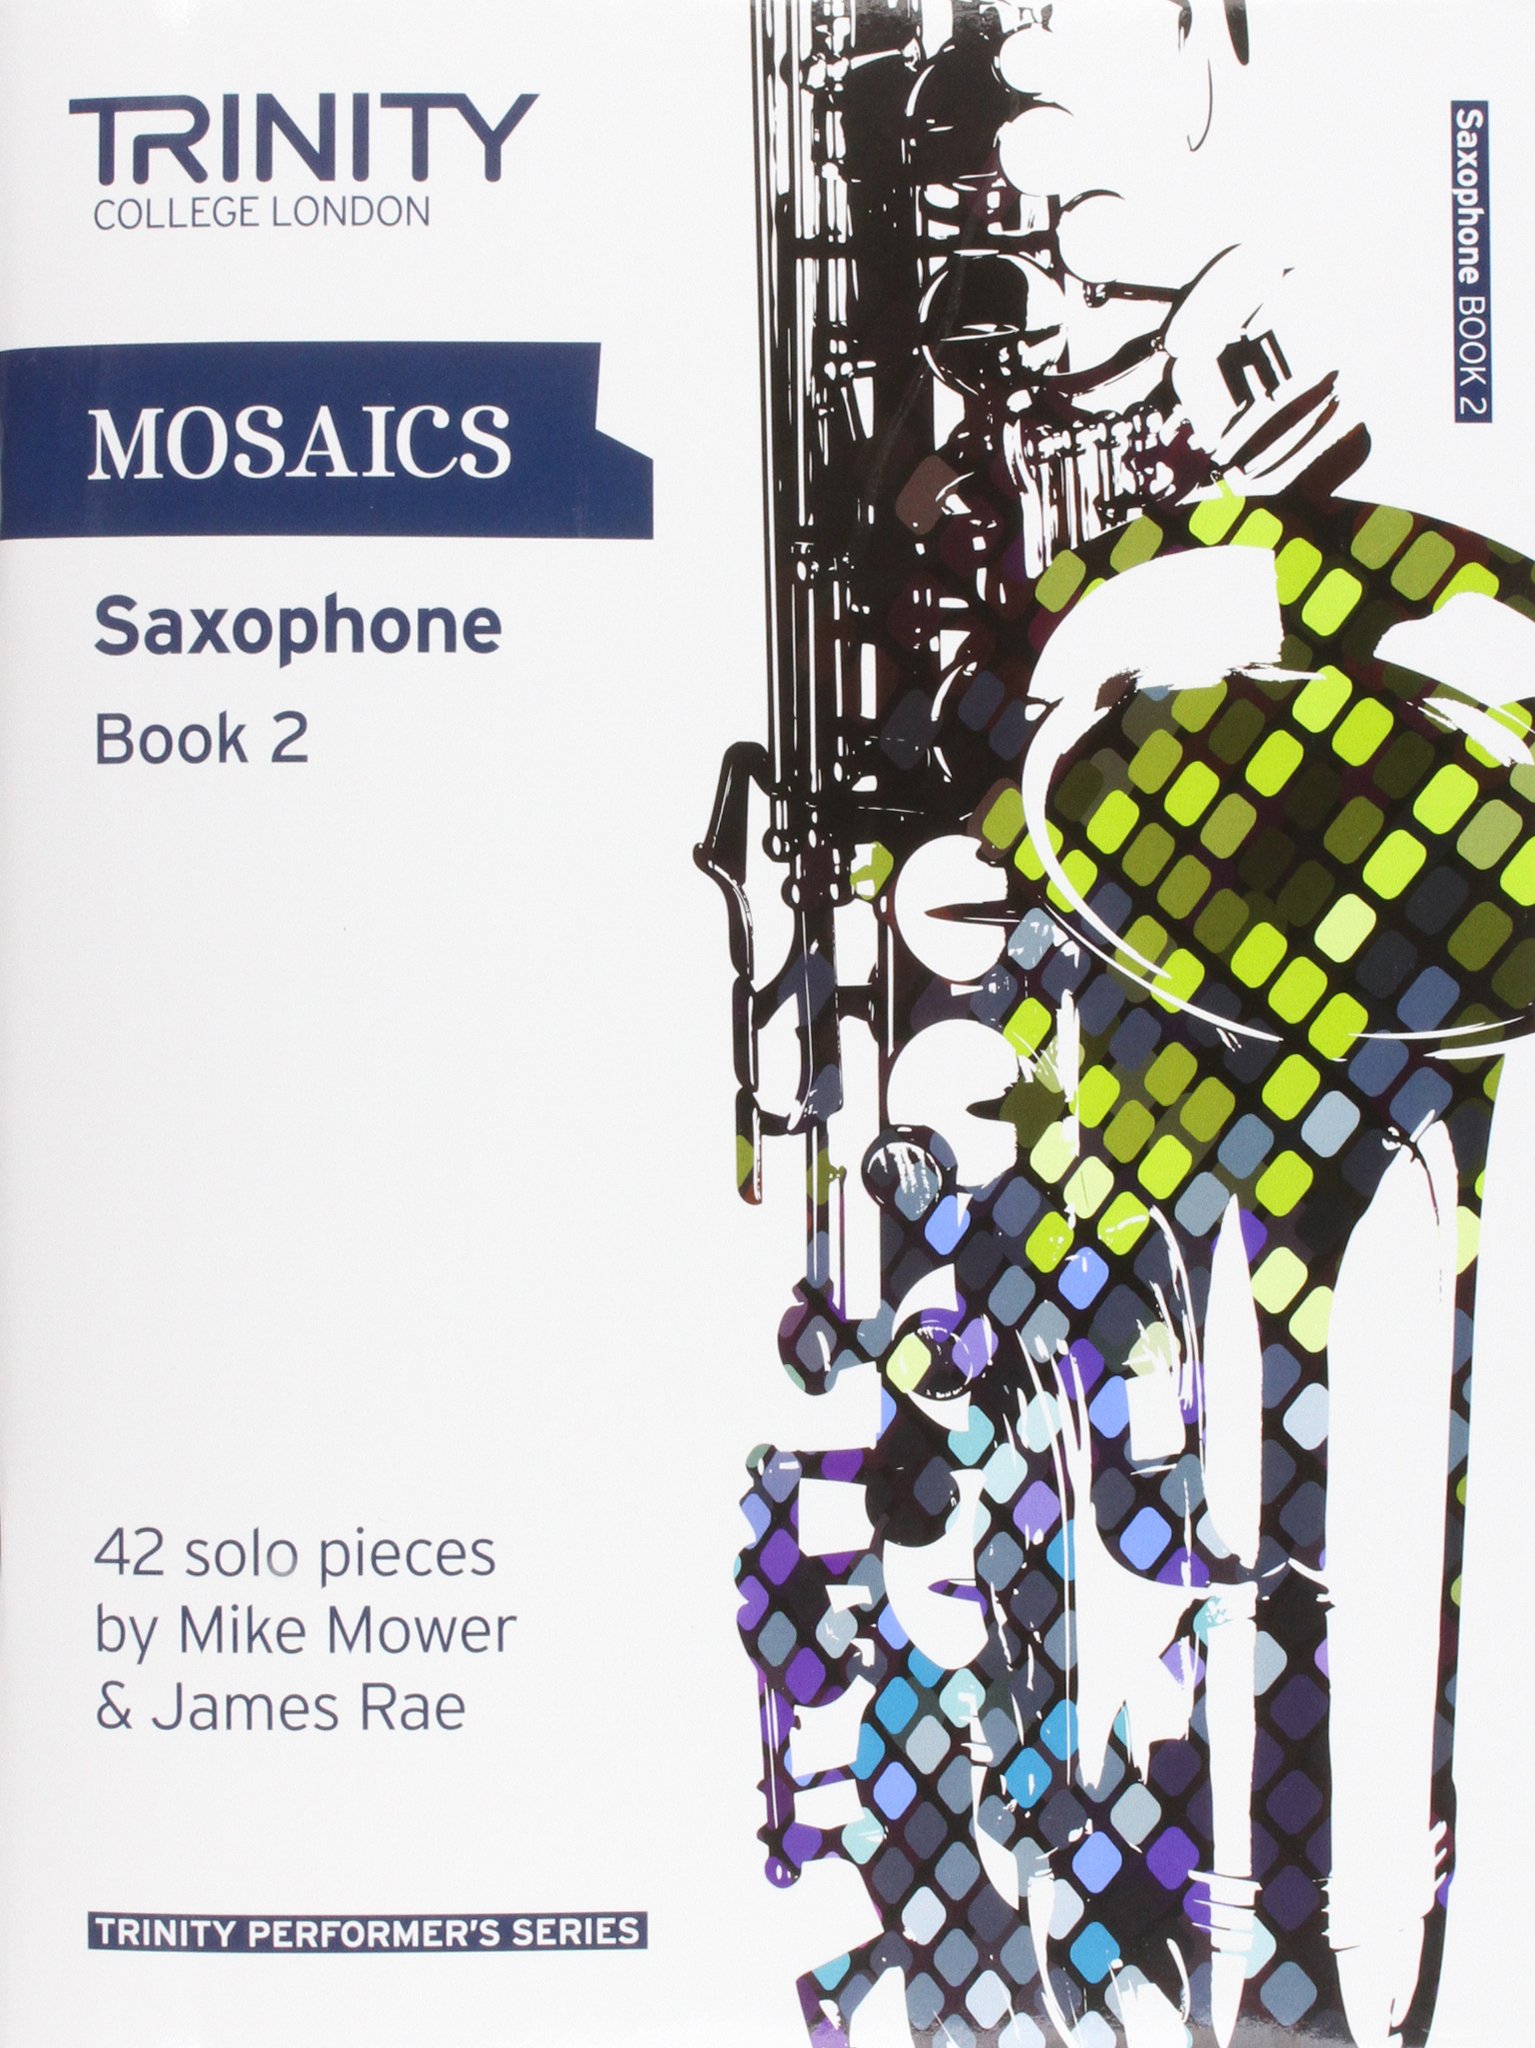 TRINITY
COLLEGE LONDON
MOSAICS
Saxophone
Book 2
42 solo pieces
by Mike Mower
& James Rae
TRINITY PERFORMER'S SERIES
Saxophone BOOK 2